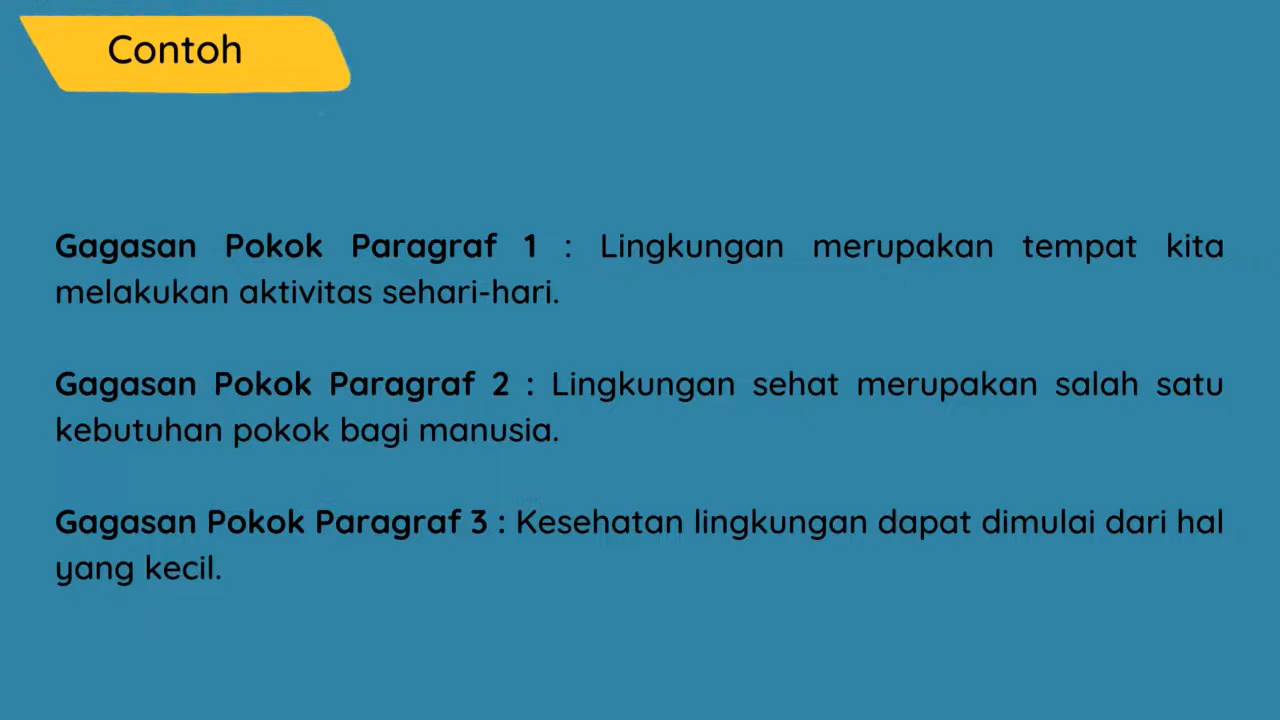 Contoh
Gagasan Pokok Paragraf 1 : Lingkungan merupakan tempat kita
melakukan aktivitas sehari-hari.
Gagasan Pokok Paragraf 2 : Lingkungan sehat merupakan salah satu
kebutuhan pokok bagi manusia.
Gagasan Pokok Paragraf 3 : Kesehatan lingkungan dapat dimulai dari hal
yang kecil.